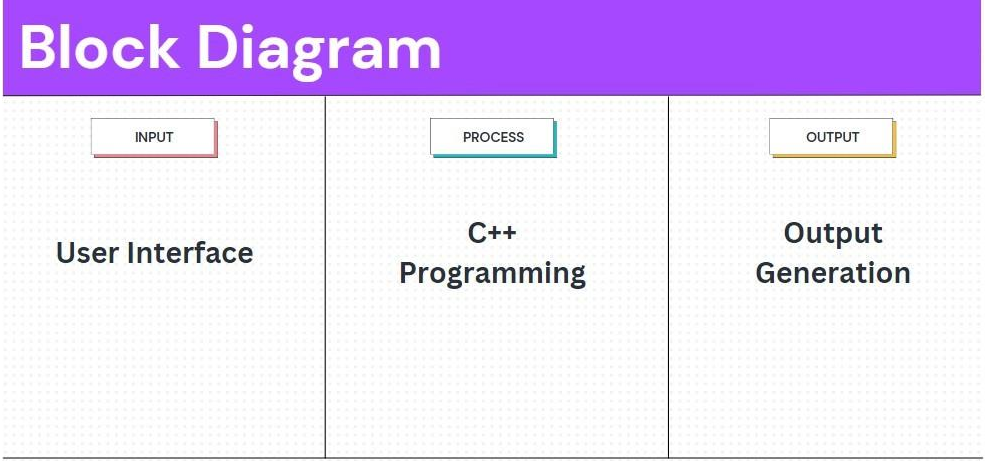 Block Diagram
INPUT
User Interface
PROCESS
C++
Programming
OUTPUT
Output
Generation